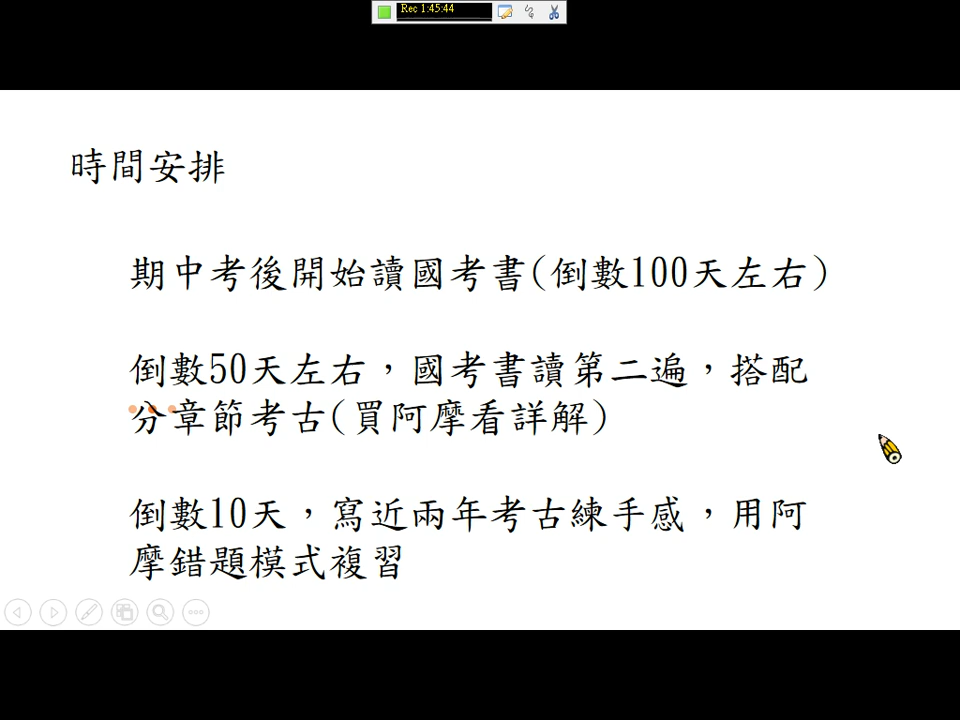 Rec 1:45:44
時間安排
期中考後開始讀國考書(倒數100天左右)
倒數50天左右，國考書讀第二遍，搭配
分章節考古(買阿摩看詳解)
倒數10天，寫近兩年考古練手感，用阿
摩錯題模式複習